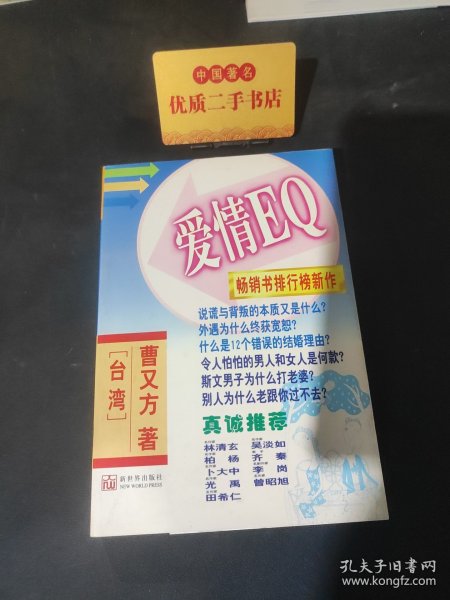 中国著名
优质二手书店
爱情EQ
畅销书排行榜新作
说谎与背叛的本质又是什么?
外遇为什么终获宽恕?
什么是12个错误的结婚理由?
令人怕怕的男人和女人是何款?
斯文男子为什么打老婆?
别人为什么老跟你过不去?
真诚推荐
林清玄 吴淡如
柏杨 齐秦
卜大中 李岗
光禹 曾昭旭
田希仁
[台湾]
曹又方 著
新世界出版社
NEW WORLD PRESS
孔夫子旧书网
www.kongfz.com